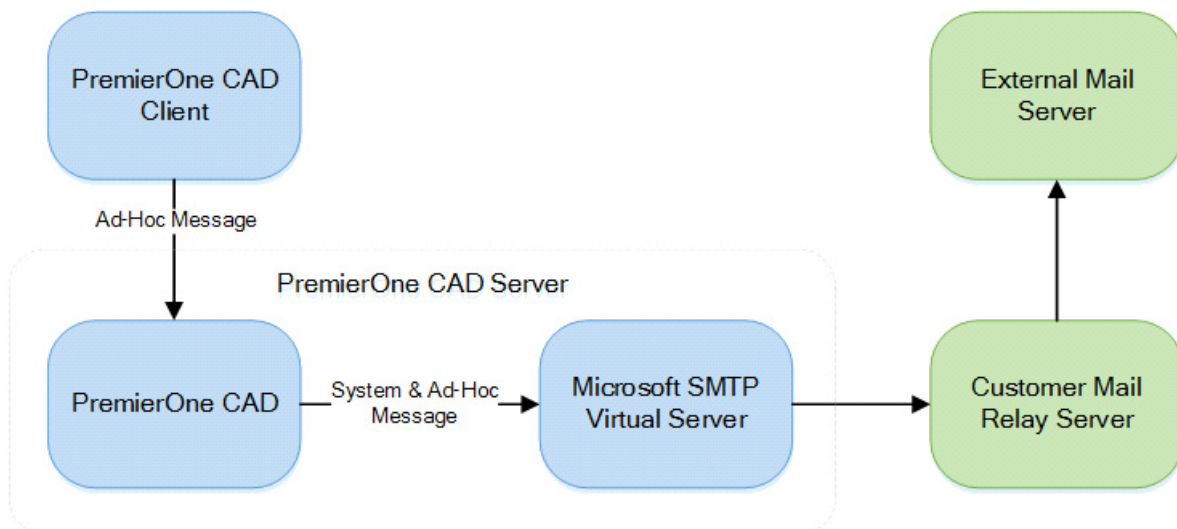 PremierOne CAD
Client
External Mail
Server
Ad-Hoc Message
PremierOne CAD Server
PremierOne CAD
System & Ad-Hoc
Message
Microsoft SMTP
Virtual Server
Customer Mail
Relay Server